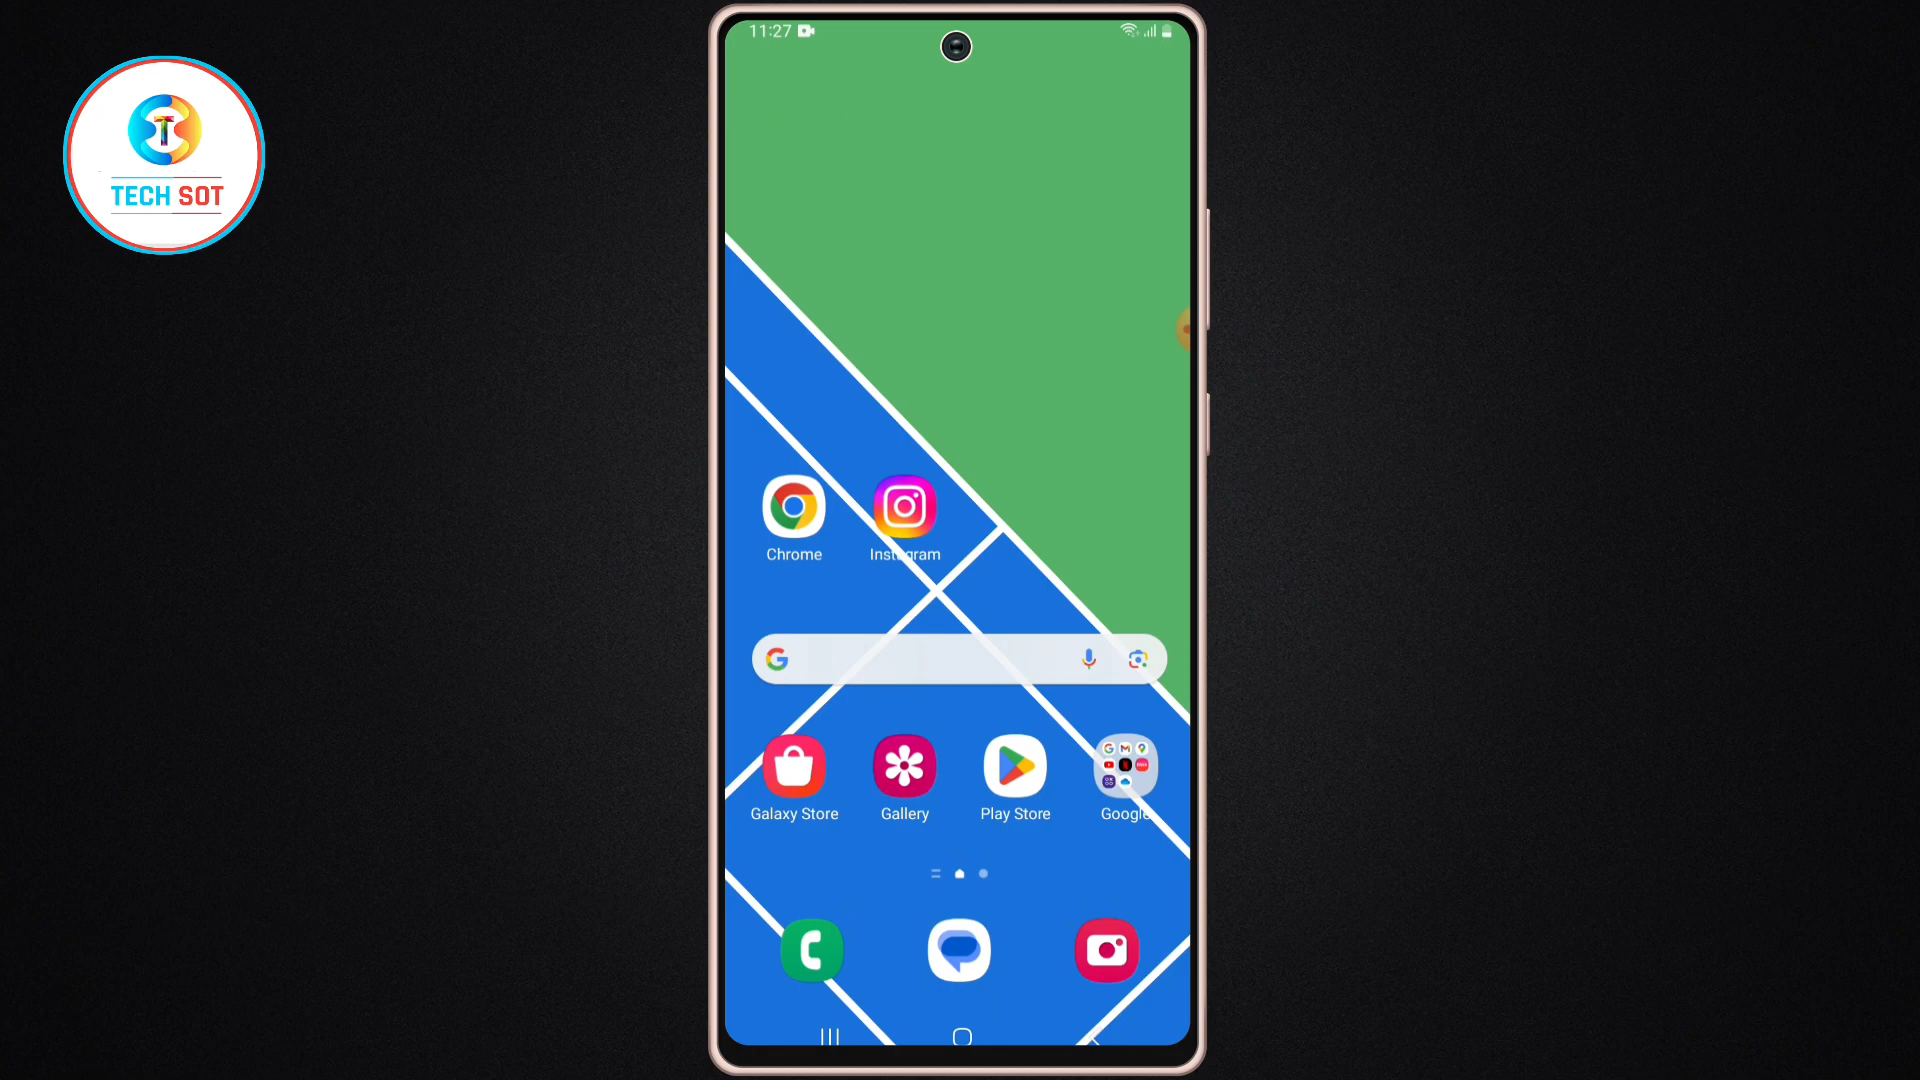 11:27
T
TECH SOT
Chrome
Instagram
Galaxy Store
Gallery
Play Store
Google